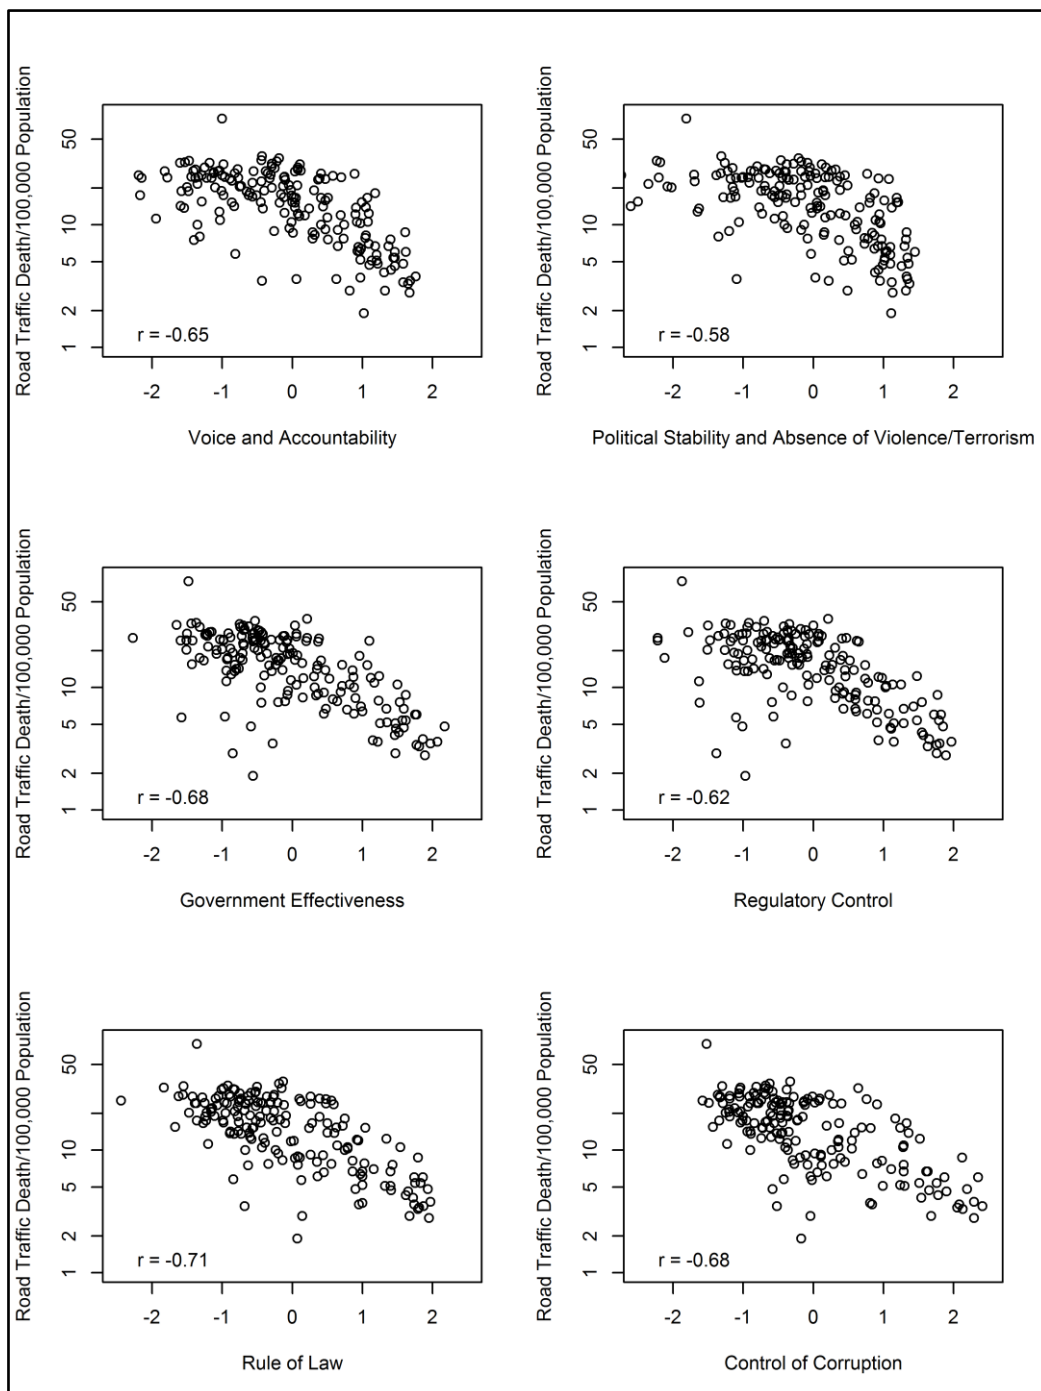 Road Traffic Death/100,000 Population
50
10
5
2
1
r = -0.65
-2 -1 0 1 2
Voice and Accountability
Road Traffic Death/100,000 Population
50
10
5
2
1
r = -0.58
-2 -1 0 1 2
Political Stability and Absence of Violence/Terrorism
Road Traffic Death/100,000 Population
50
10
5
2
1
r = -0.68
-2 -1 0 1 2
Government Effectiveness
Road Traffic Death/100,000 Population
50
10
5
2
1
r = -0.62
-2 -1 0 1 2
Regulatory Control
Road Traffic Death/100,000 Population
50
10
5
2
1
r = -0.71
-2 -1 0 1 2
Rule of Law
Road Traffic Death/100,000 Population
50
10
5
2
1
r = -0.68
-2 -1 0 1 2
Control of Corruption